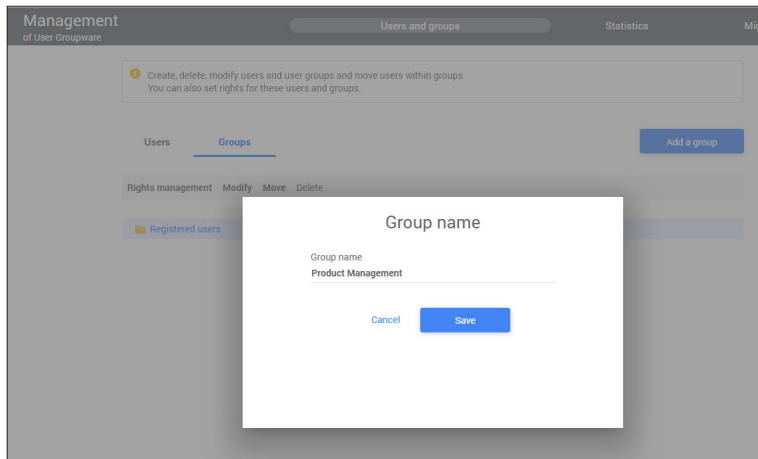 Management
of User Groupware
Users and groups
Statistics
Create, delete, modify users and user groups and move users within groups.
You can also set rights for these users and groups.
Users
Groups
Add a group
Rights management Modify Move Delete
Registered users
Group name
Group name
Product Management
Cancel
Save